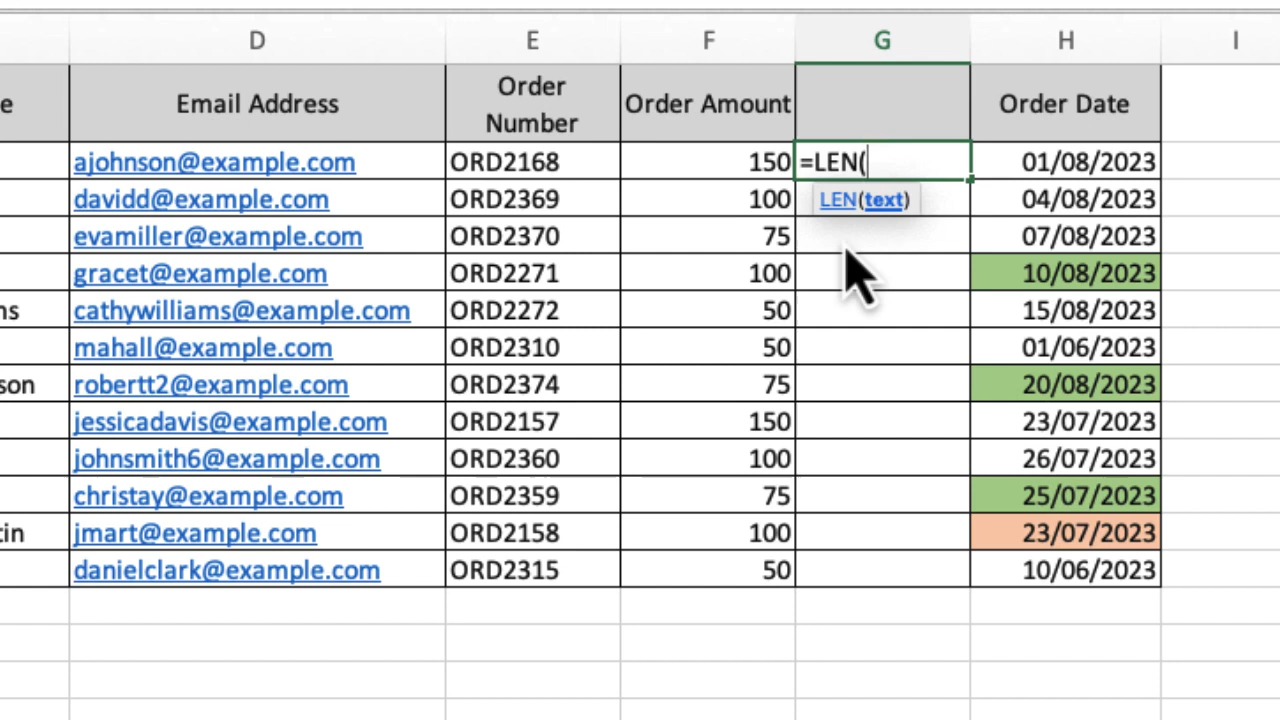 D E F G H I
e Email Address Order Number Order Amount Order Date
ajohnson@example.com ORD2168 150 =LEN( 01/08/2023
davidd@example.com ORD2369 100 LEN(text) 04/08/2023
evamiller@example.com ORD2370 75 07/08/2023
gracet@example.com ORD2271 100 10/08/2023
ns cathywilliams@example.com ORD2272 50 15/08/2023
mahall@example.com ORD2310 50 01/06/2023
son robertt2@example.com ORD2374 75 20/08/2023
jessicadavis@example.com ORD2157 150 23/07/2023
johnsmith6@example.com ORD2360 100 26/07/2023
christay@example.com ORD2359 75 25/07/2023
tin jmart@example.com ORD2158 100 23/07/2023
danielclark@example.com ORD2315 50 10/06/2023